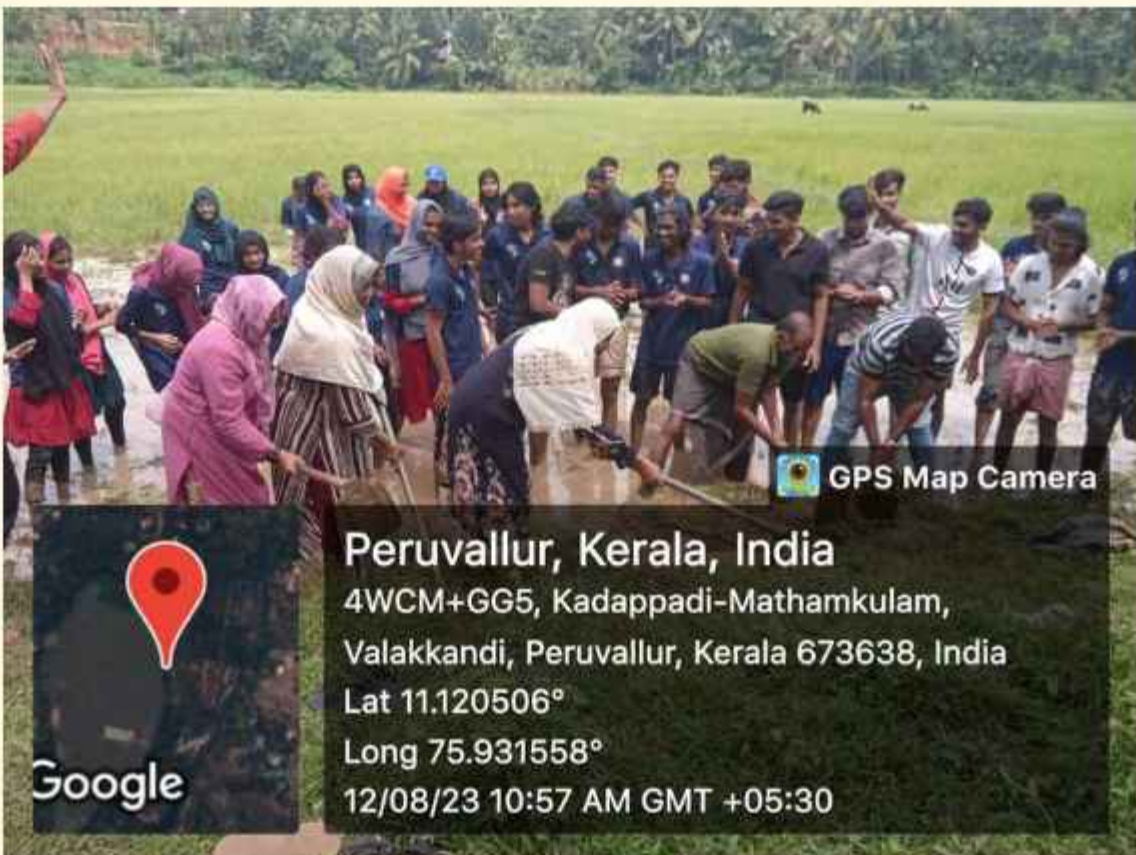 GPS Map Camera
Peruvallur, Kerala, India
4WCM+GG5, Kadappadi-Mathamkulam,
Valakkandi, Peruvallur, Kerala 673638, India
Lat 11.120506°
Long 75.931558°
12/08/23 10:57 AM GMT +05:30
Google